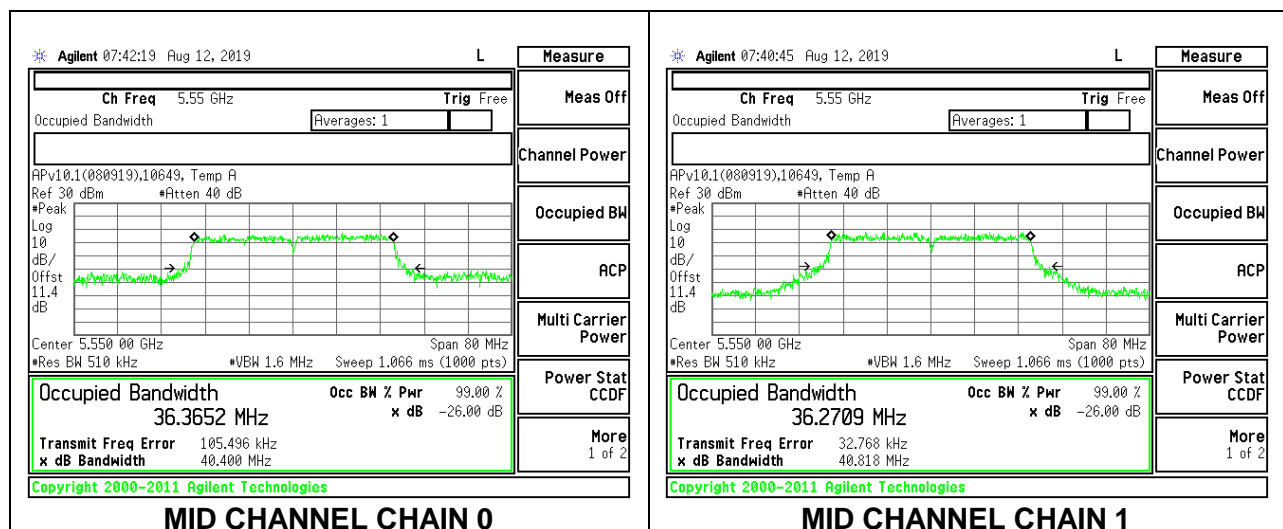 Agilent 07:42:19 Aug 12, 2019 L
Measure
Ch Freq 5.55 GHz Trig Free
Meas Off
Occupied Bandwidth Averages: 1
Channel Power
APv10.1(080919),10649, Temp A
Ref 30 dBm #Atten 40 dB
#Peak
Occupied BW
Log
10
dB/
ACP
Offst
11.4
dB
Multi Carrier
Power
Center 5.550 00 GHz Span 80 MHz
#Res BW 510 kHz #VBW 1.6 MHz Sweep 1.066 ms (1000 pts)
Power Stat
CCDF
Occupied Bandwidth Occ BW % Pwr 99.00 %
36.3652 MHz x dB -26.00 dB
More
1 of 2
Transmit Freq Error 105.496 kHz
x dB Bandwidth 40.400 MHz
Copyright 2000-2011 Agilent Technologies
MID CHANNEL CHAIN 0
Agilent 07:40:45 Aug 12, 2019 L
Measure
Ch Freq 5.55 GHz Trig Free
Meas Off
Occupied Bandwidth Averages: 1
Channel Power
APv10.1(080919),10649, Temp A
Ref 30 dBm #Atten 40 dB
#Peak
Occupied BW
Log
10
dB/
ACP
Offst
11.4
dB
Multi Carrier
Power
Center 5.550 00 GHz Span 80 MHz
#Res BW 510 kHz #VBW 1.6 MHz Sweep 1.066 ms (1000 pts)
Power Stat
CCDF
Occupied Bandwidth Occ BW % Pwr 99.00 %
36.2709 MHz x dB -26.00 dB
More
1 of 2
Transmit Freq Error 32.768 kHz
x dB Bandwidth 40.818 MHz
Copyright 2000-2011 Agilent Technologies
MID CHANNEL CHAIN 1